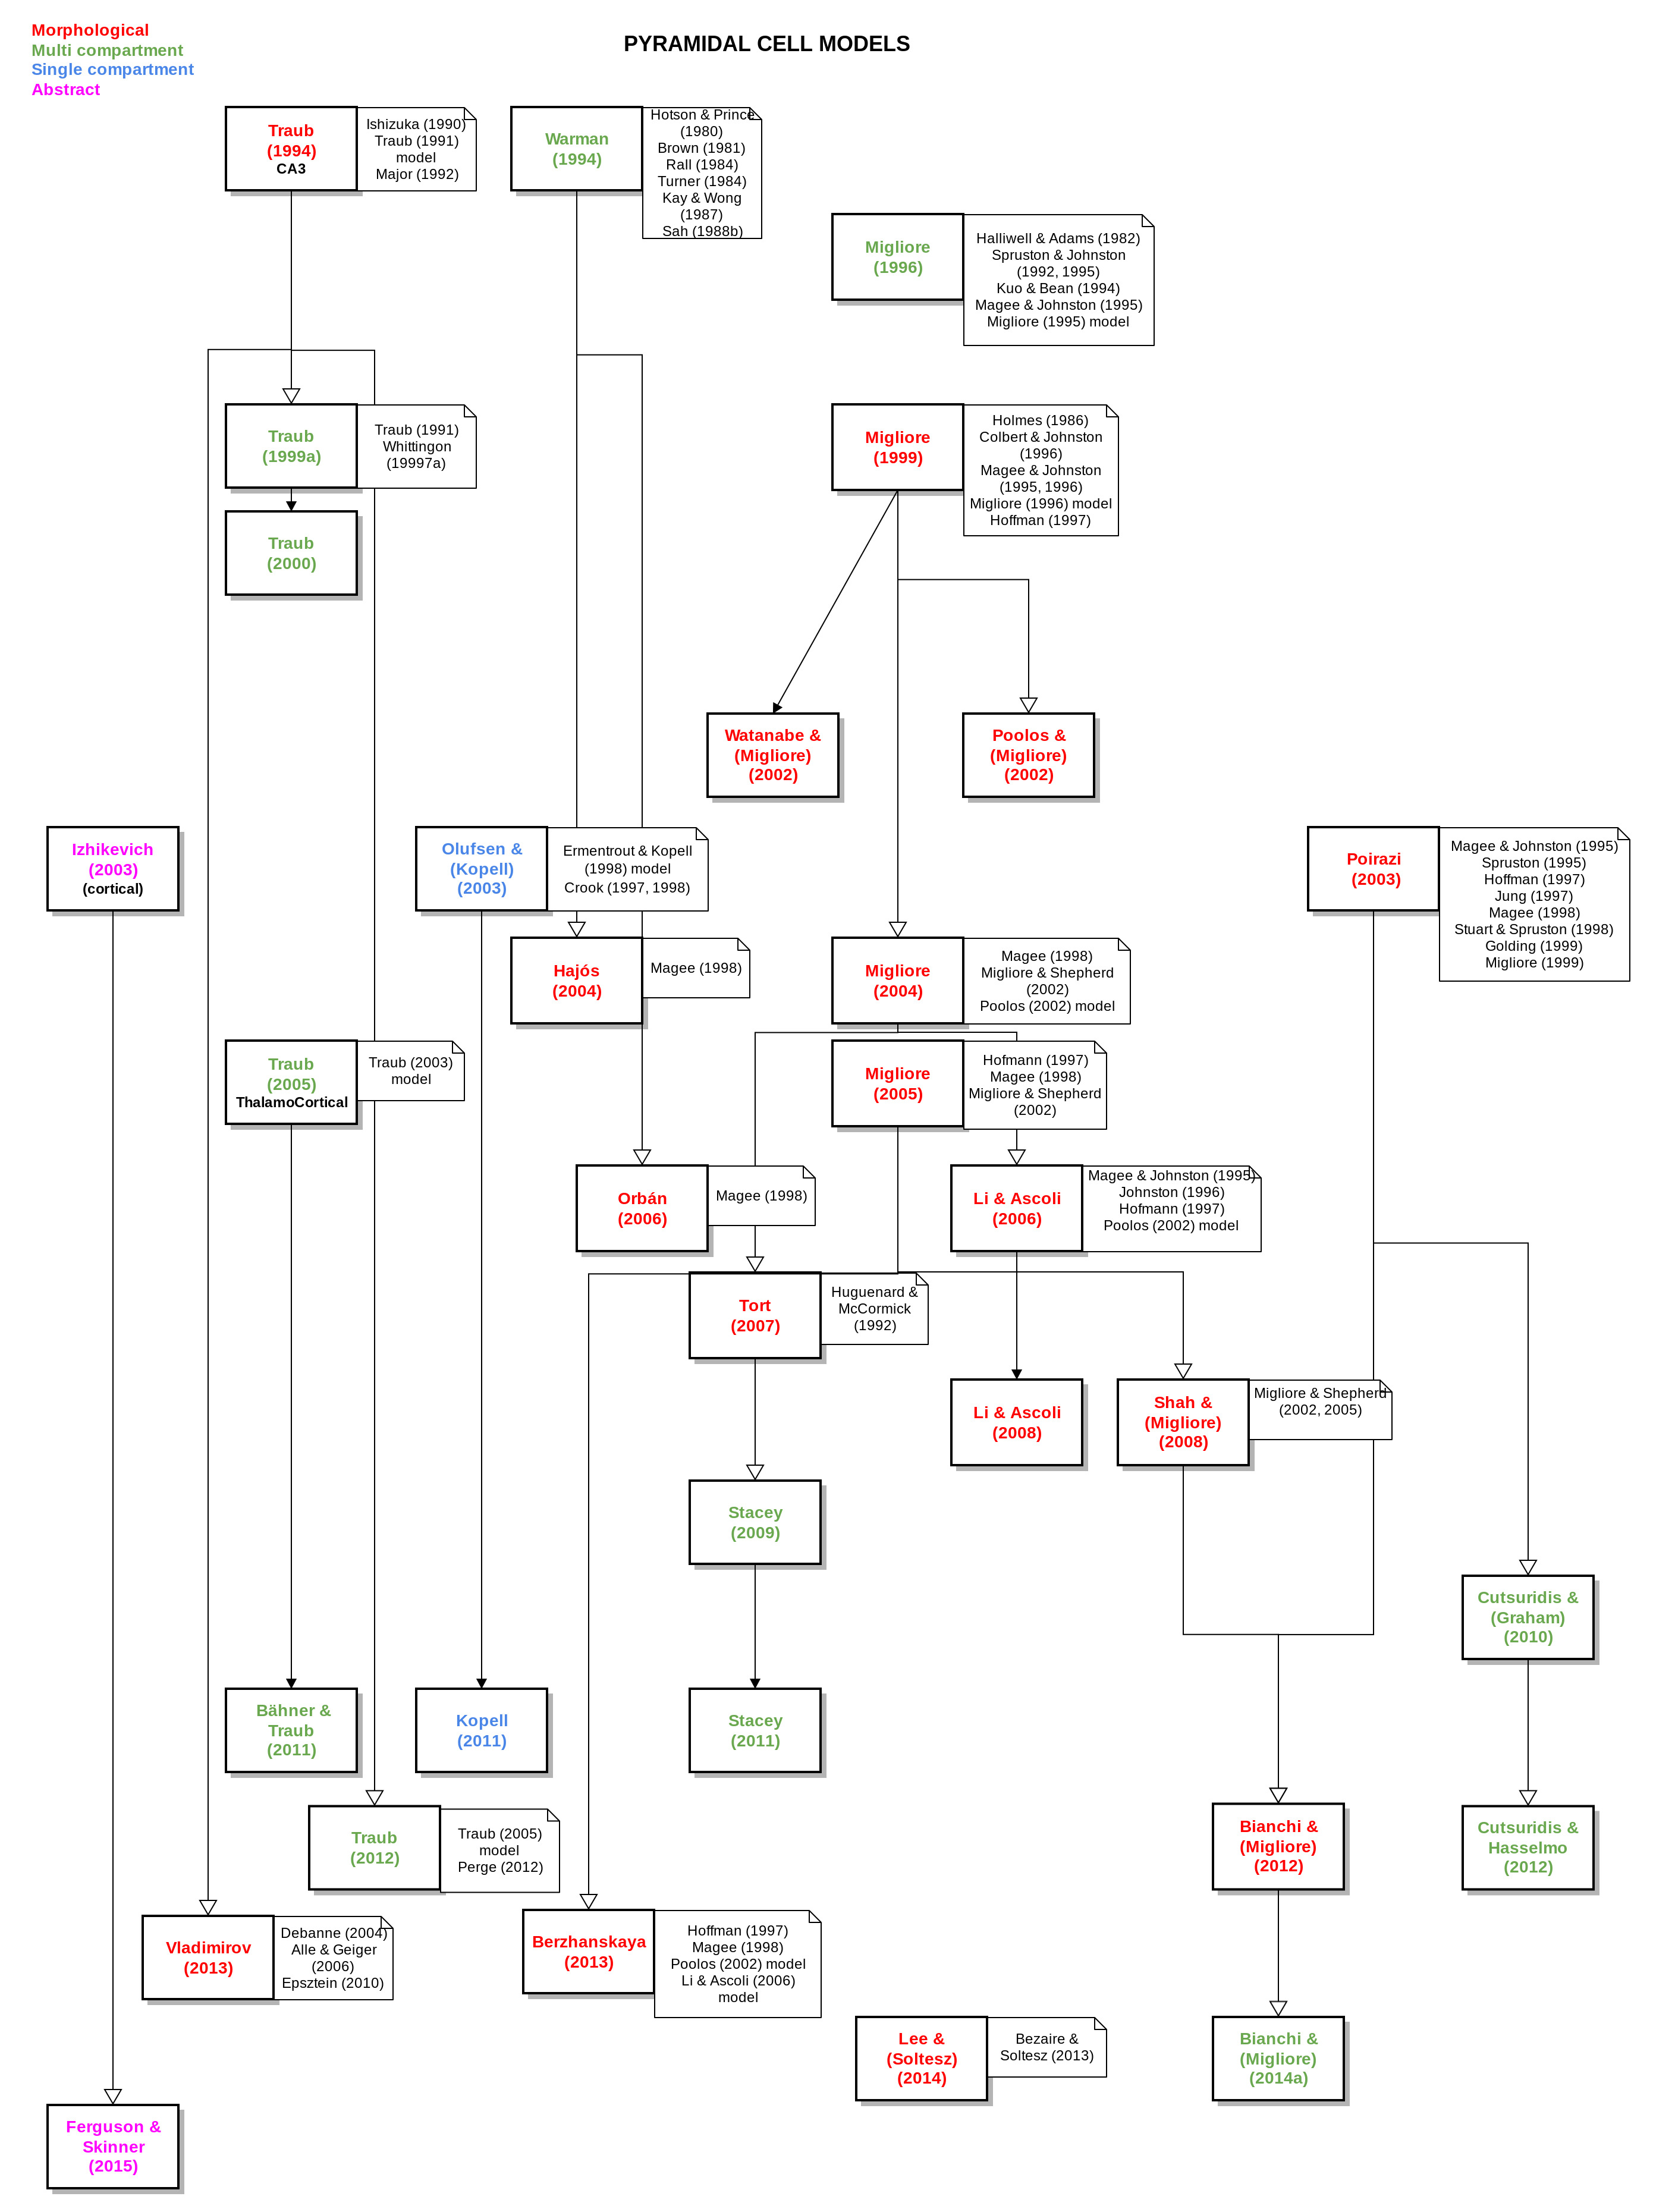 Morphological
Multi compartment
Single compartment
Abstract
PYRAMIDAL CELL MODELS
Traub
(1994)
CA3
Ishizuka (1990)
Traub (1991)
model
Major (1992)
Warman
(1994)
Hotson & Prince
(1980)
Brown (1981)
Rall (1984)
Turner (1984)
Kay & Wong
(1987)
Sah (1988b)
Migliore
(1996)
Halliwell & Adams (1982)
Spruston & Johnston
(1992, 1995)
Kuo & Bean (1994)
Magee & Johnston (1995)
Migliore (1995) model
Traub
(1999a)
Traub (1991)
Whittingon
(19997a)
Migliore
(1999)
Holmes (1986)
Colbert & Johnston
(1996)
Magee & Johnston
(1995, 1996)
Migliore (1996) model
Hoffman (1997)
Traub
(2000)
Watanabe &
(Migliore)
(2002)
Poolos &
(Migliore)
(2002)
Izhikevich
(2003)
(cortical)
Olufsen &
(Kopell)
(2003)
Ermentrout & Kopell
(1998) model
Crook (1997, 1998)
Poirazi
(2003)
Magee & Johnston (1995)
Spruston (1995)
Hoffman (1997)
Jung (1997)
Magee (1998)
Stuart & Spruston (1998)
Golding (1999)
Migliore (1999)
Hajós
(2004)
Magee (1998)
Migliore
(2004)
Magee (1998)
Migliore & Shepherd
(2002)
Poolos (2002) model
Traub
(2005)
ThalamoCortical
Traub (2003)
model
Migliore
(2005)
Hofmann (1997)
Magee (1998)
Migliore & Shepherd
(2002)
Orbán
(2006)
Magee (1998)
Li & Ascoli
(2006)
Magee & Johnston (1995)
Johnston (1996)
Hofmann (1997)
Poolos (2002) model
Tort
(2007)
Huguenard &
McCormick
(1992)
Li & Ascoli
(2008)
Shah &
(Migliore)
(2008)
Migliore & Shepherd
(2002, 2005)
Stacey
(2009)
Cutsuridis &
(Graham)
(2010)
Bähner &
Traub
(2011)
Kopell
(2011)
Stacey
(2011)
Traub
(2012)
Traub (2005)
model
Perge (2012)
Bianchi &
(Migliore)
(2012)
Cutsuridis &
Hasselmo
(2012)
Vladimirov
(2013)
Debanne (2004)
Alle & Geiger
(2006)
Epsztein (2010)
Berzhanskaya
(2013)
Hoffman (1997)
Magee (1998)
Poolos (2002) model
Li & Ascoli (2006)
model
Lee &
(Soltesz)
(2014)
Bezaire &
Soltesz (2013)
Bianchi &
(Migliore)
(2014a)
Ferguson &
Skinner
(2015)